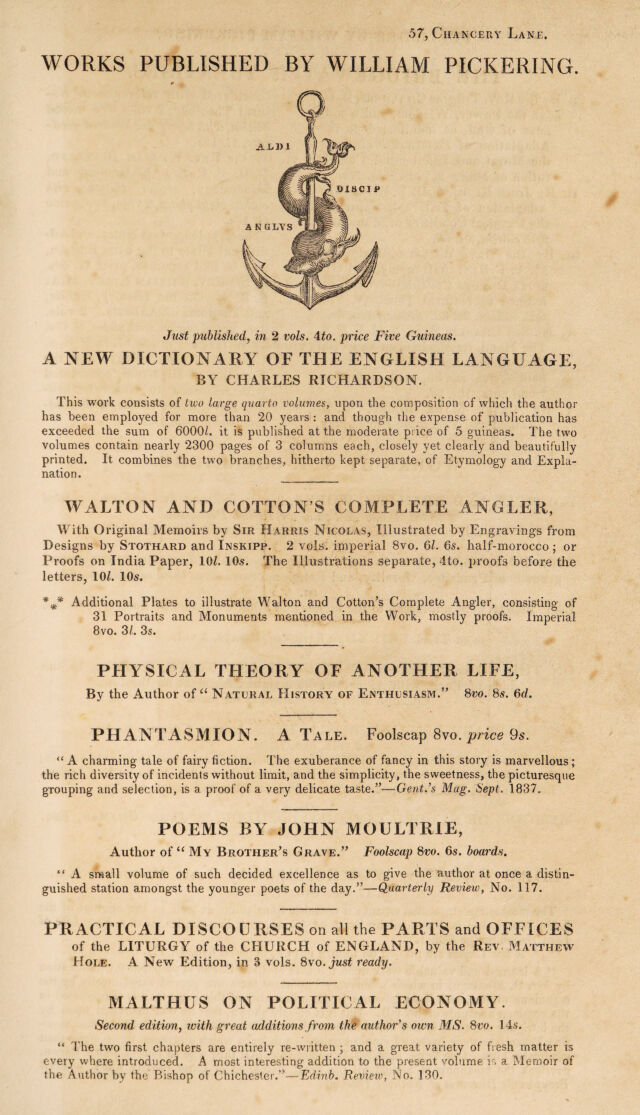 57, Chancery Lane.
WORKS PUBLISHED BY WILLIAM PICKERING.
ALDI
DISCIP
ANGLVS
Just published, in 2 vols. 4to. price Five Guineas.
A NEW DICTIONARY OF THE ENGLISH LANGUAGE,
BY CHARLES RICHARDSON.
This work consists of two large quarto volumes, upon the composition of which the author
has been employed for more than 20 years: and though the expense of publication has
exceeded the sum of 6000l. it is published at the moderate price of 5 guineas. The two
volumes contain nearly 2300 pages of 3 columns each, closely yet clearly and beautifully
printed. It combines the two branches, hitherto kept separate, of Etymology and Expla-
nation.
WALTON AND COTTON'S COMPLETE ANGLER,
With Original Memoirs by Sir Harris Nicolas, Illustrated by Engravings from
Designs by Stothard and Inskipp. 2 vols. imperial 8vo. 6l. 6s. half-morocco; or
Proofs on India Paper, 10l. 10s. The Illustrations separate, 4to. proofs before the
letters, 10l. 10s.
*** Additional Plates to illustrate Walton and Cotton's Complete Angler, consisting of
31 Portraits and Monuments mentioned in the Work, mostly proofs. Imperial
8vo. 3l. 3s.
PHYSICAL THEORY OF ANOTHER LIFE,
By the Author of "Natural History of Enthusiasm." 8vo. 8s. 6d.
PHANTASMION. A Tale. Foolscap 8vo. price 9s.
"A charming tale of fairy fiction. The exuberance of fancy in this story is marvellous;
the rich diversity of incidents without limit, and the simplicity, the sweetness, the picturesque
grouping and selection, is a proof of a very delicate taste."—Gent.'s Mag. Sept. 1837.
POEMS BY JOHN MOULTRIE,
Author of "My Brother's Grave." Foolscap 8vo. 6s. boards.
"A small volume of such decided excellence as to give the author at once a distin-
guished station amongst the younger poets of the day."—Quarterly Review, No. 117.
PRACTICAL DISCOURSES on all the PARTS and OFFICES
of the LITURGY of the CHURCH of ENGLAND, by the Rev. Matthew
Hole. A New Edition, in 3 vols. 8vo. just ready.
MALTHUS ON POLITICAL ECONOMY.
Second edition, with great additions from the author's own MS. 8vo. 14s.
"The two first chapters are entirely re-written; and a great variety of fresh matter is
every where introduced. A most interesting addition to the present volume is a Memoir of
the Author by the Bishop of Chichester."—Edinb. Review, No. 130.